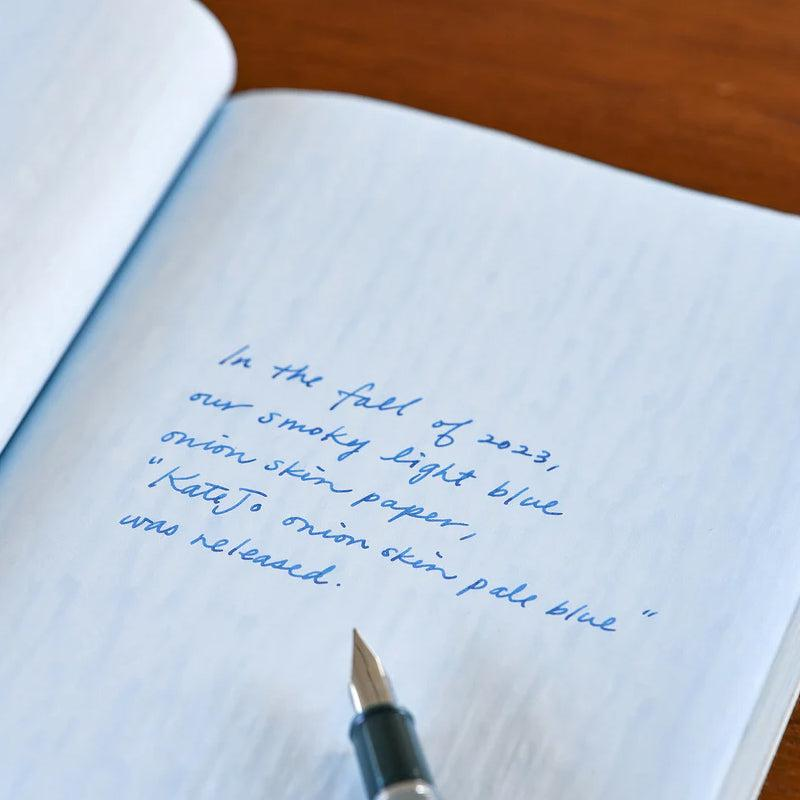 In the fall of 2023,
our smoky light blue
onion skin paper,
"KateJo onion skin pale blue"
was released.